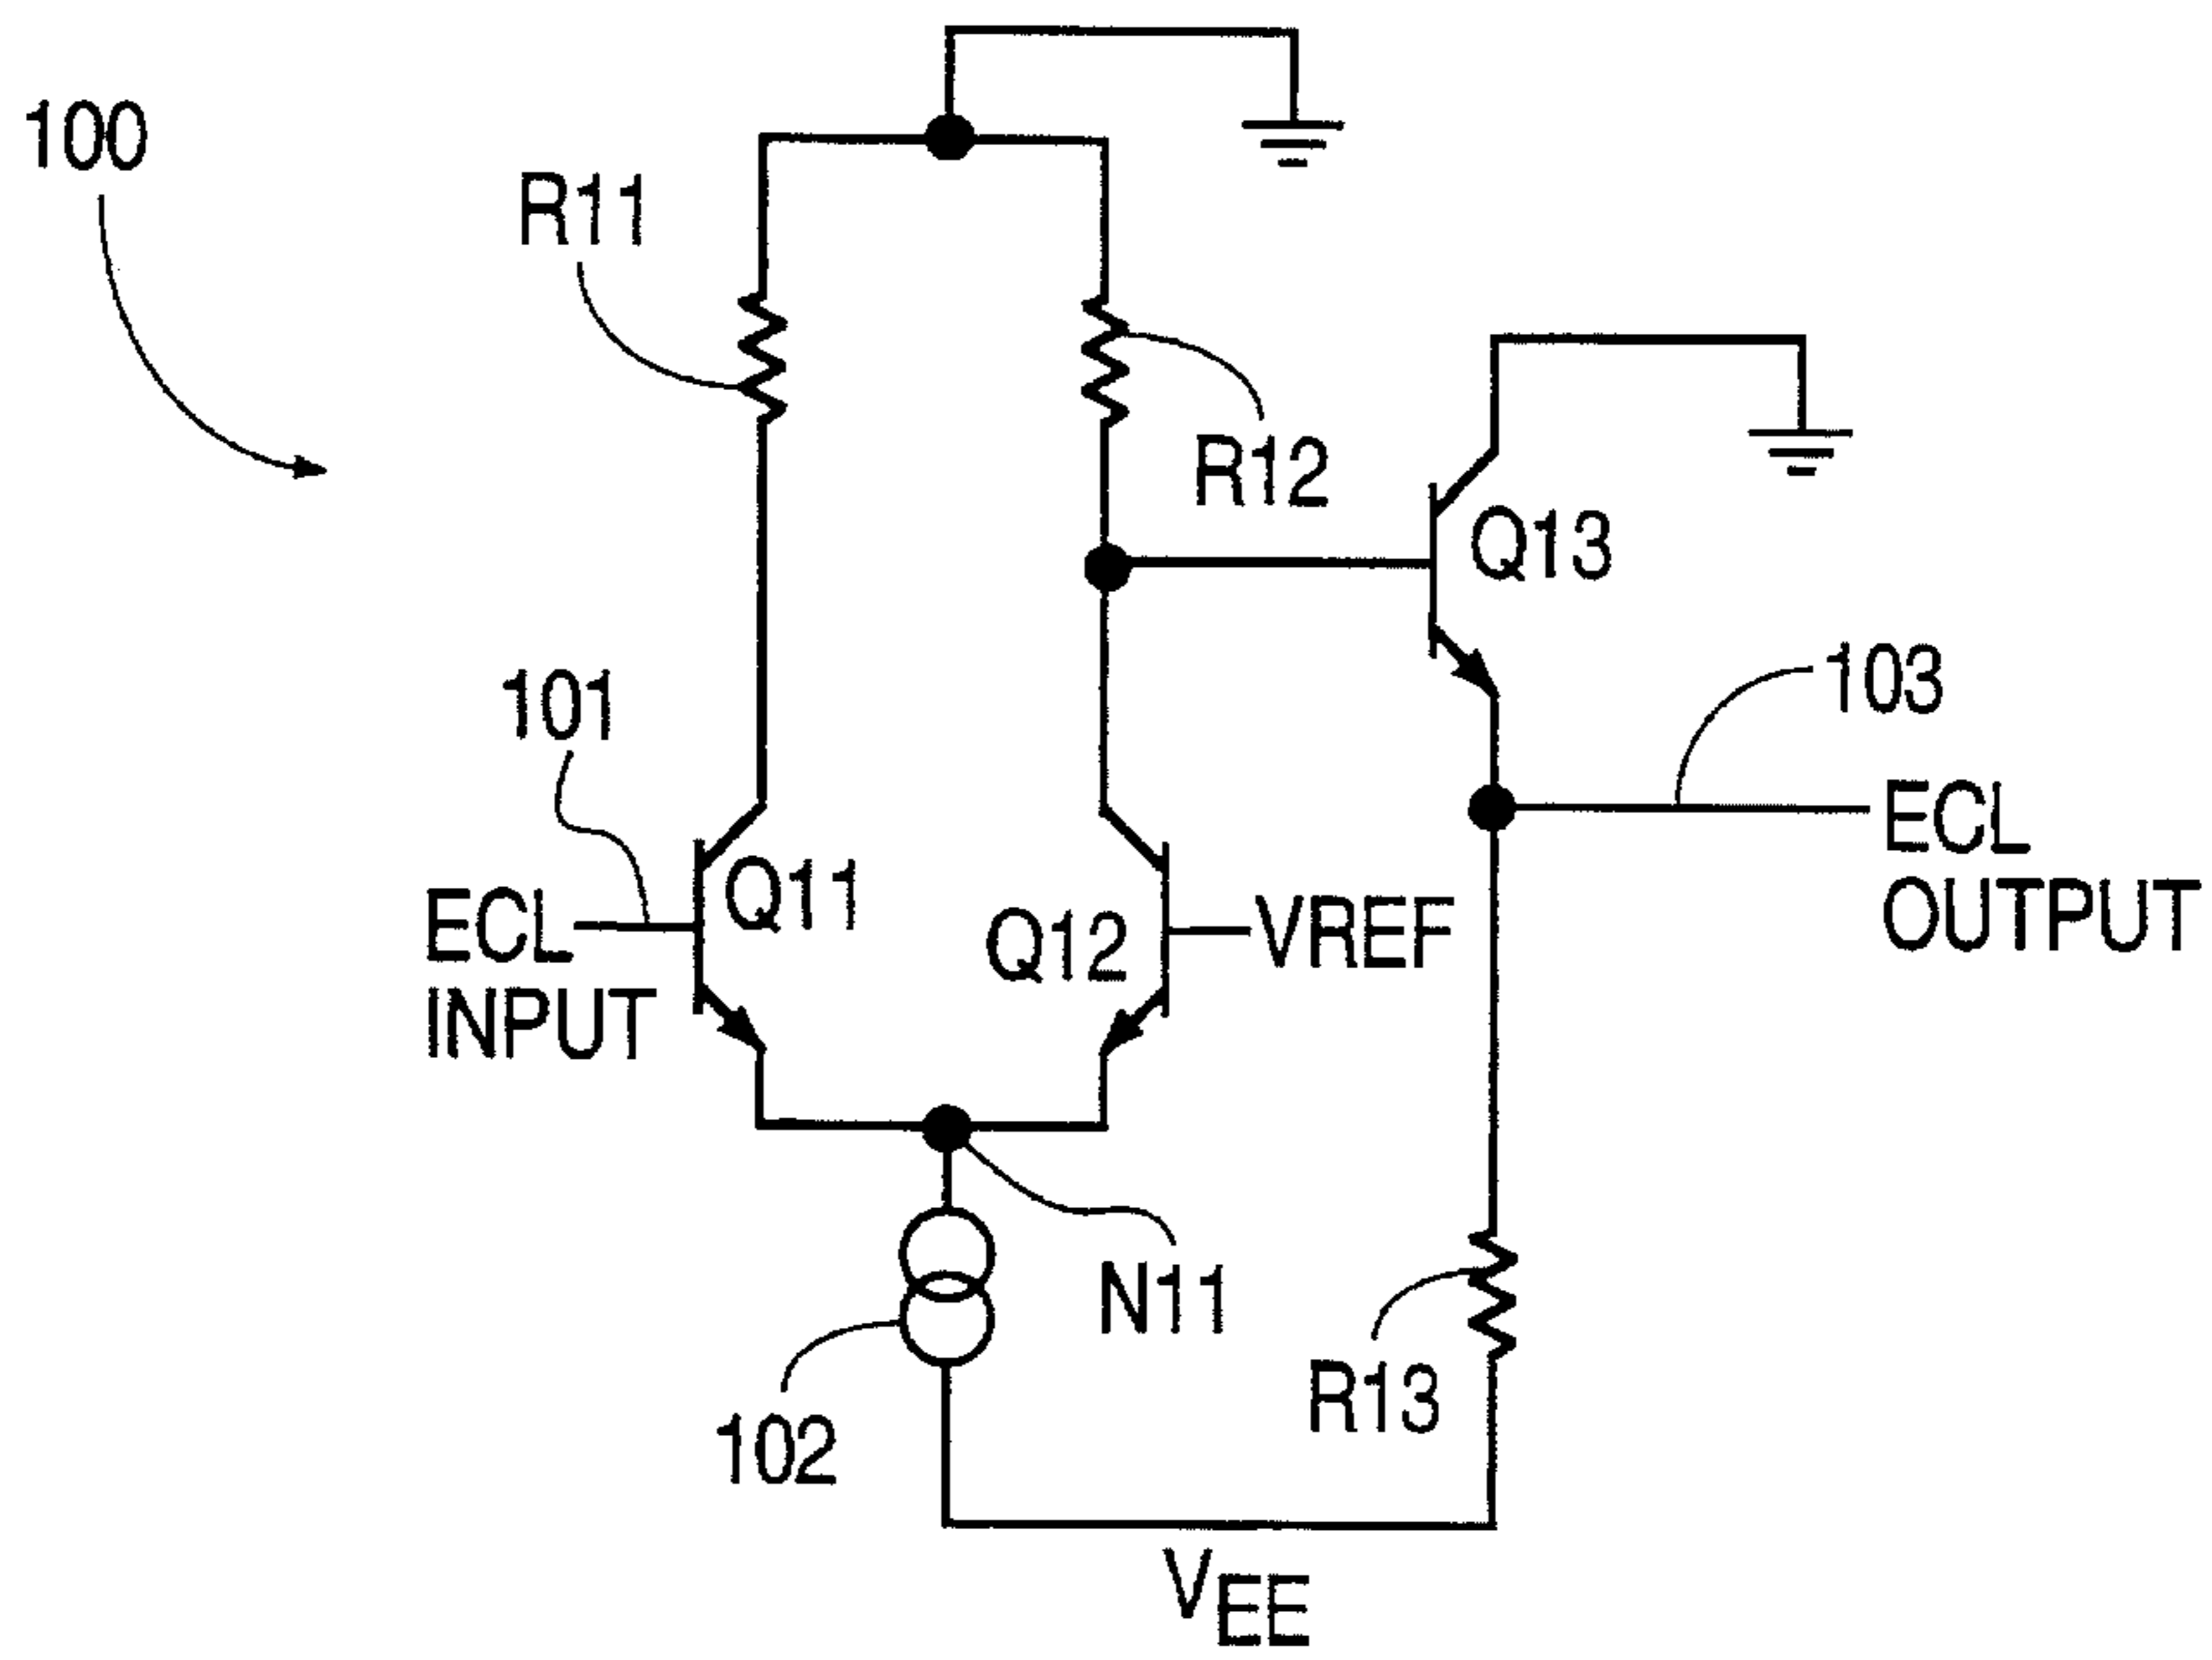 100
R11
R12
Q13
101
103
ECL
OUTPUT
Q11
ECL
INPUT
Q12
VREF
N11
102
R13
VEE